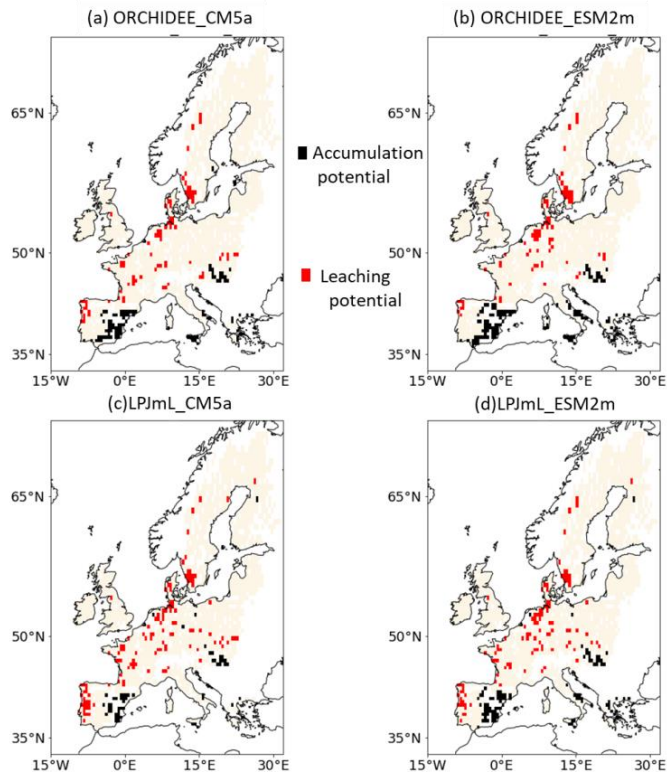 (a) ORCHIDEE_CM5a
(b) ORCHIDEE_ESM2m
65°N
65°N
Accumulation
potential
50°N
50°N
Leaching
potential
35°N
35°N
15°W 0°E 15°E 30°E
15°W 0°E 15°E 30°E
(c)LPJmL_CM5a
(d)LPJmL_ESM2m
65°N
65°N
50°N
50°N
35°N
35°N
15°W 0°E 15°E 30°E
15°W 0°E 15°E 30°E